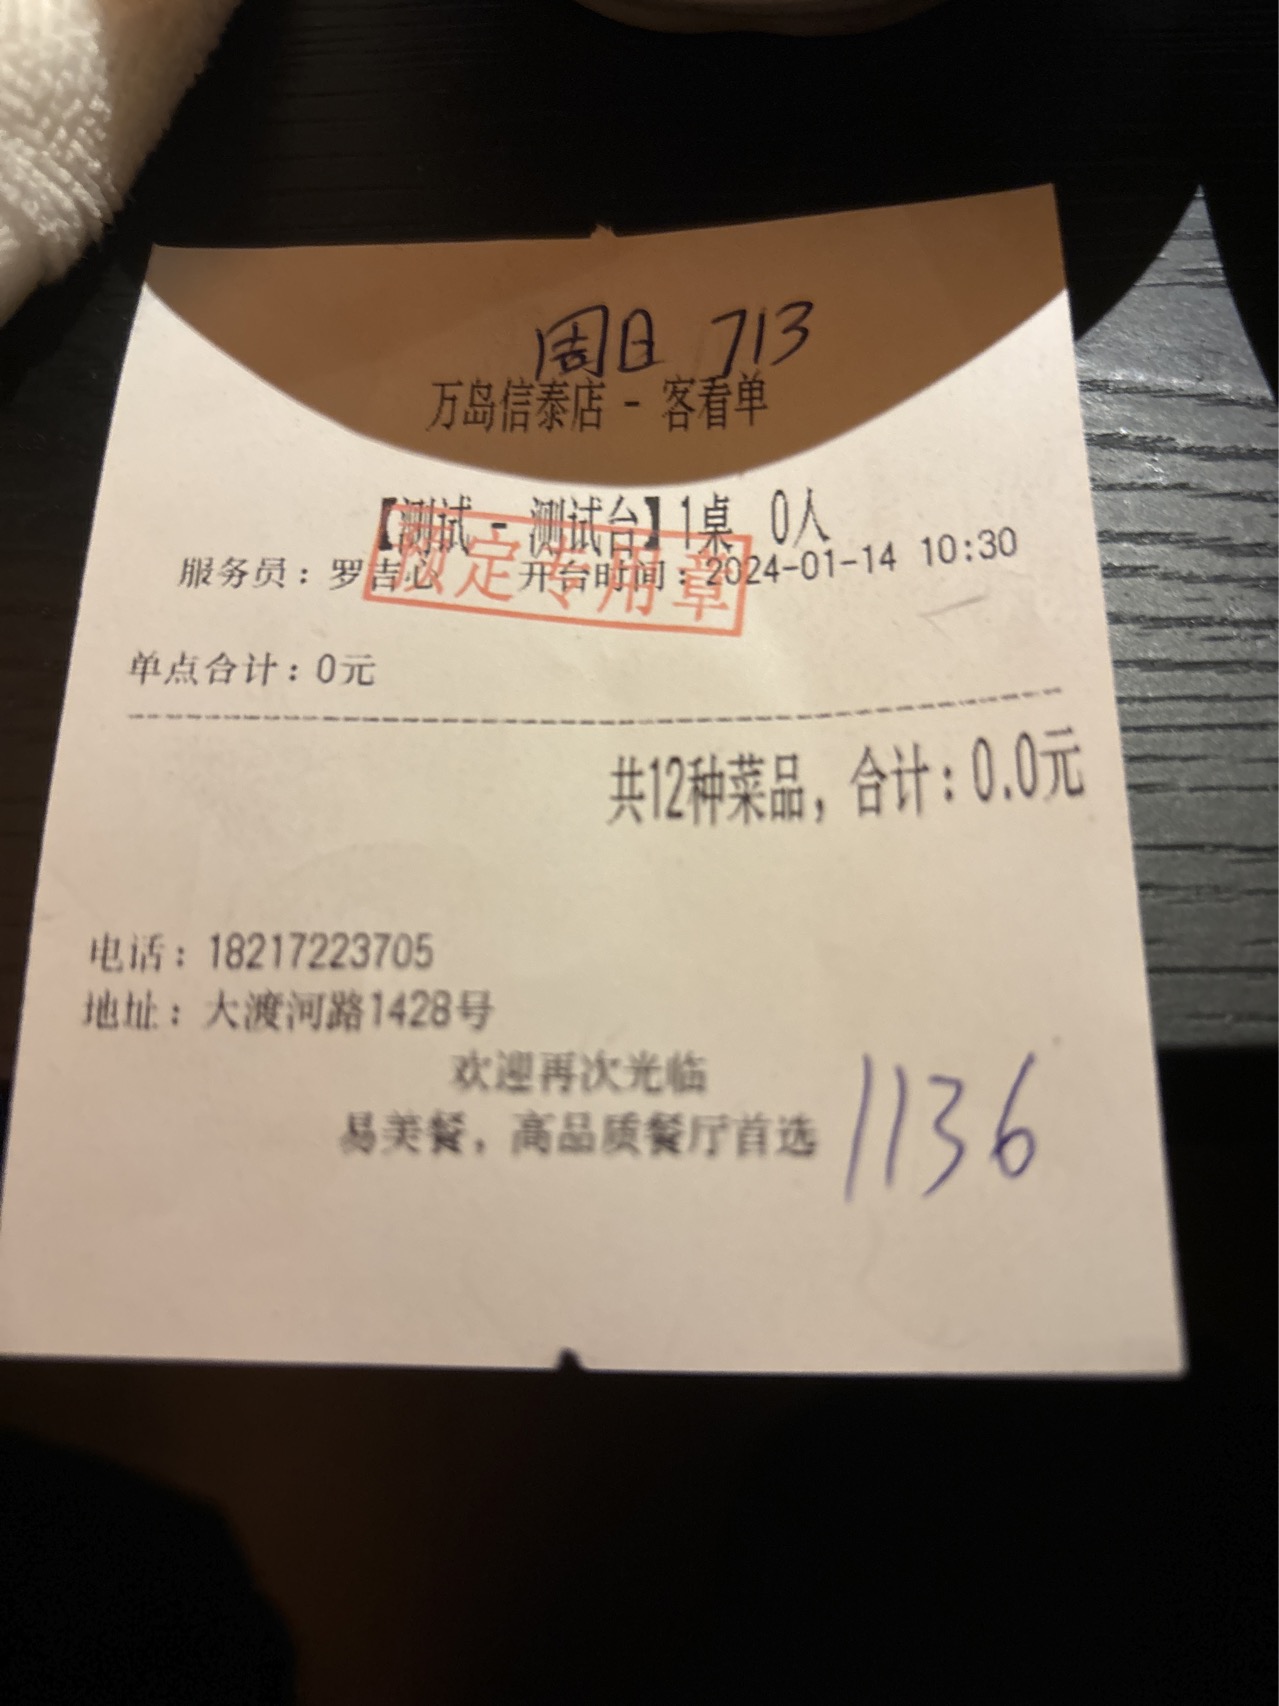 周日 713
万岛信泰店 - 客看单
【测试 - 测试台】1桌 0人
服务员：罗吉心 开台时间：2024-01-14 10:30
定专用章
单点合计：0元
共12种菜品，合计：0.0元
电话：18217223705
地址：大渡河路1428号
欢迎再次光临
易美餐，高品质餐厅首选
1136